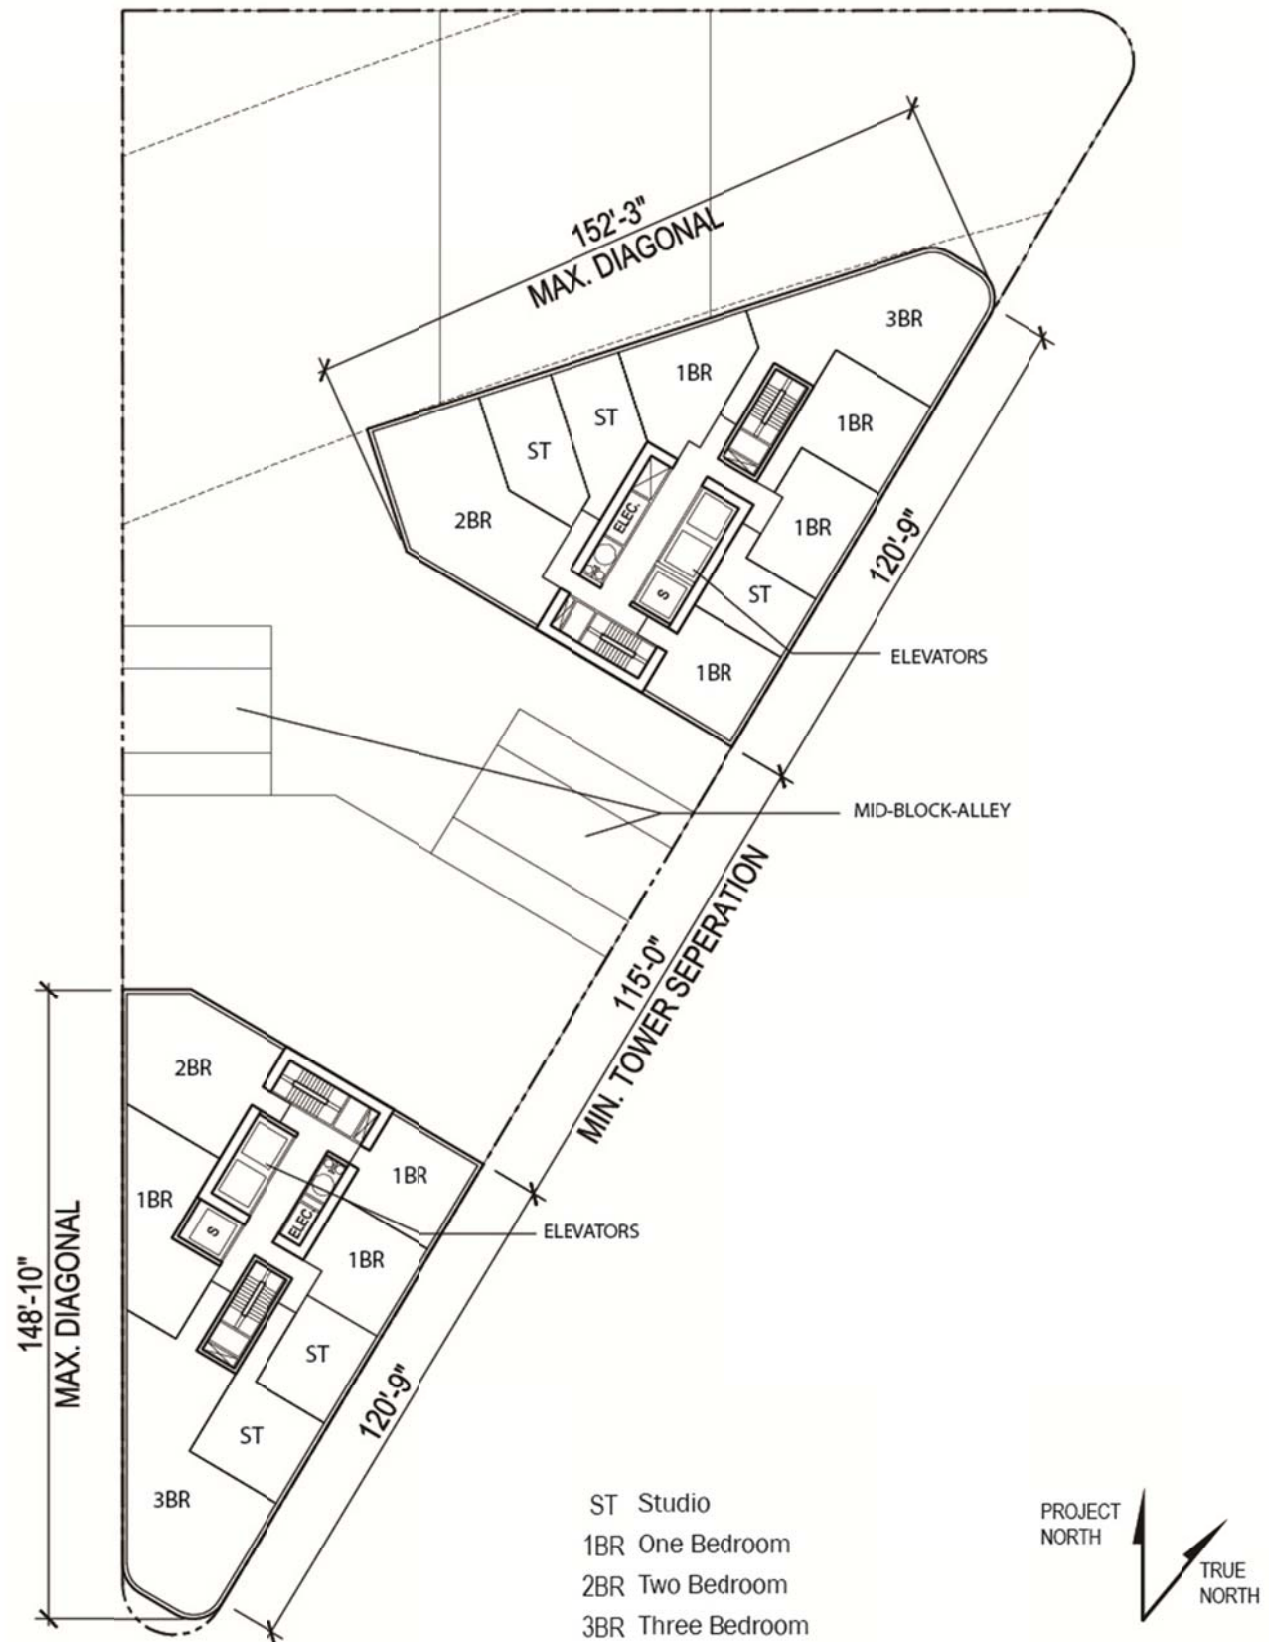 152'-3"
MAX. DIAGONAL
3BR
1BR
1BR
ST
ST
2BR
ELEC.
1BR
S
ST
1BR
120'-9"
ELEVATORS
MID-BLOCK-ALLEY
115'-0"
MIN. TOWER SEPERATION
2BR
1BR
1BR
S
ELEC.
1BR
ELEVATORS
148'-10"
MAX. DIAGONAL
ST
120'-9"
ST
3BR
ST Studio
1BR One Bedroom
2BR Two Bedroom
3BR Three Bedroom
PROJECT
NORTH
TRUE
NORTH